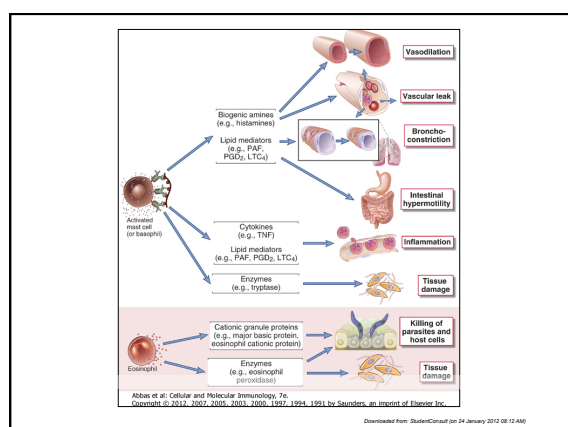 Vasodilation
Vascular leak
Biogenic amines
(e.g., histamines)
Lipid mediators
(e.g., PAF,
PGD2, LTC4)
Broncho-
constriction
Intestinal
hypermotility
Activated
mast cell
(or basophil)
Cytokines
(e.g., TNF)
Lipid mediators
(e.g., PAF, PGD2, LTC4)
Inflammation
Enzymes
(e.g., tryptase)
Tissue
damage
Cationic granule proteins
(e.g., major basic protein,
eosinophil cationic protein)
Killing of
parasites and
host cells
Eosinophil
Enzymes
(e.g., eosinophil
peroxidase)
Tissue
damage
Abbas et al: Cellular and Molecular Immunology, 7e.
Copyright © 2012, 2007, 2005, 2003, 2000, 1997, 1994, 1991 by Saunders, an imprint of Elsevier Inc.
Downloaded from: StudentConsult (on 24 January 2012 08:12 AM)